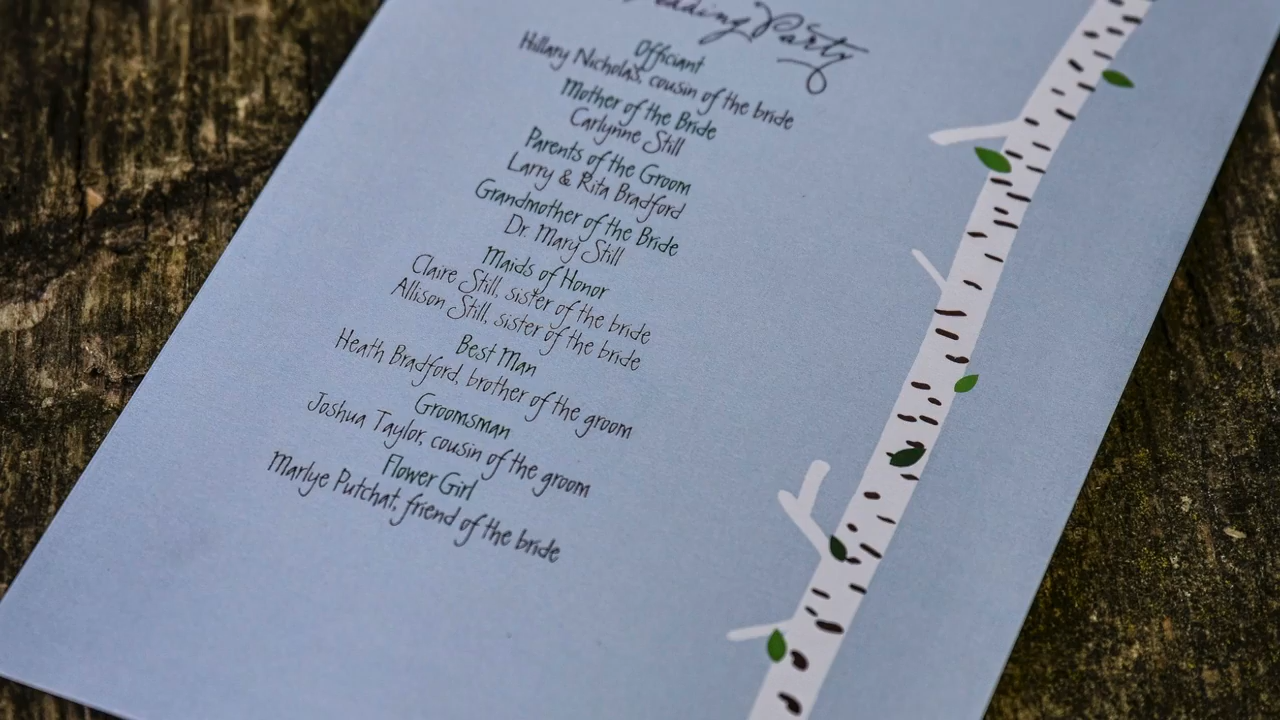 Party
Officiant
Hillary Nicholas, cousin of the bride
Mother of the Bride
Carlynne Still
Parents of the Groom
Larry & Rita Bradford
Grandmother of the Bride
Dr. Mary Still
Maids of Honor
Claire Still, sister of the bride
Allison Still, sister of the bride
Best Man
Heath Bradford, brother of the groom
Groomsman
Joshua Taylor, cousin of the groom
Flower Girl
Marlye Putchat, friend of the bride